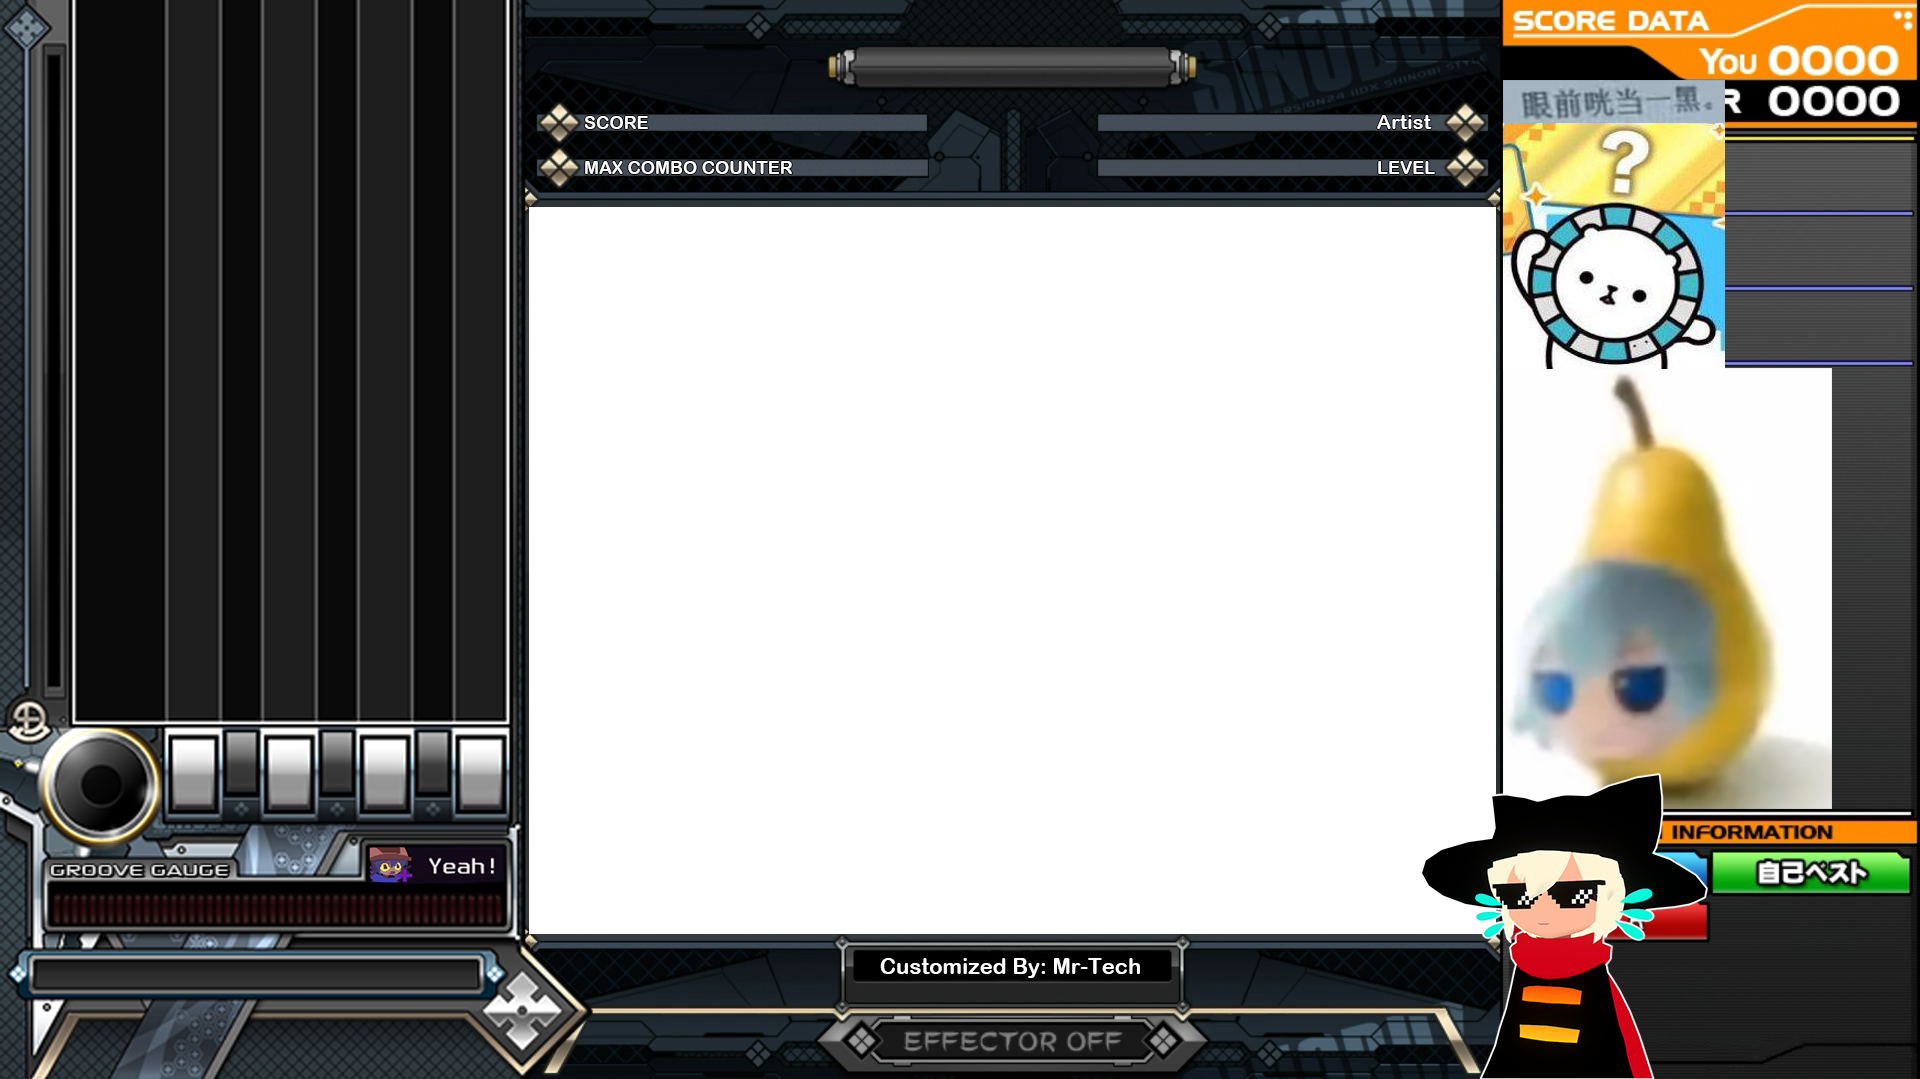 SCORE DATA
YOU 0000
R 0000
眼前咣当一黑。
?
SCORE
Artist
MAX COMBO COUNTER
LEVEL
GROOVE GAUGE
Yeah!
INFORMATION
自己ベスト
Customized By: Mr-Tech
EFFECTOR OFF